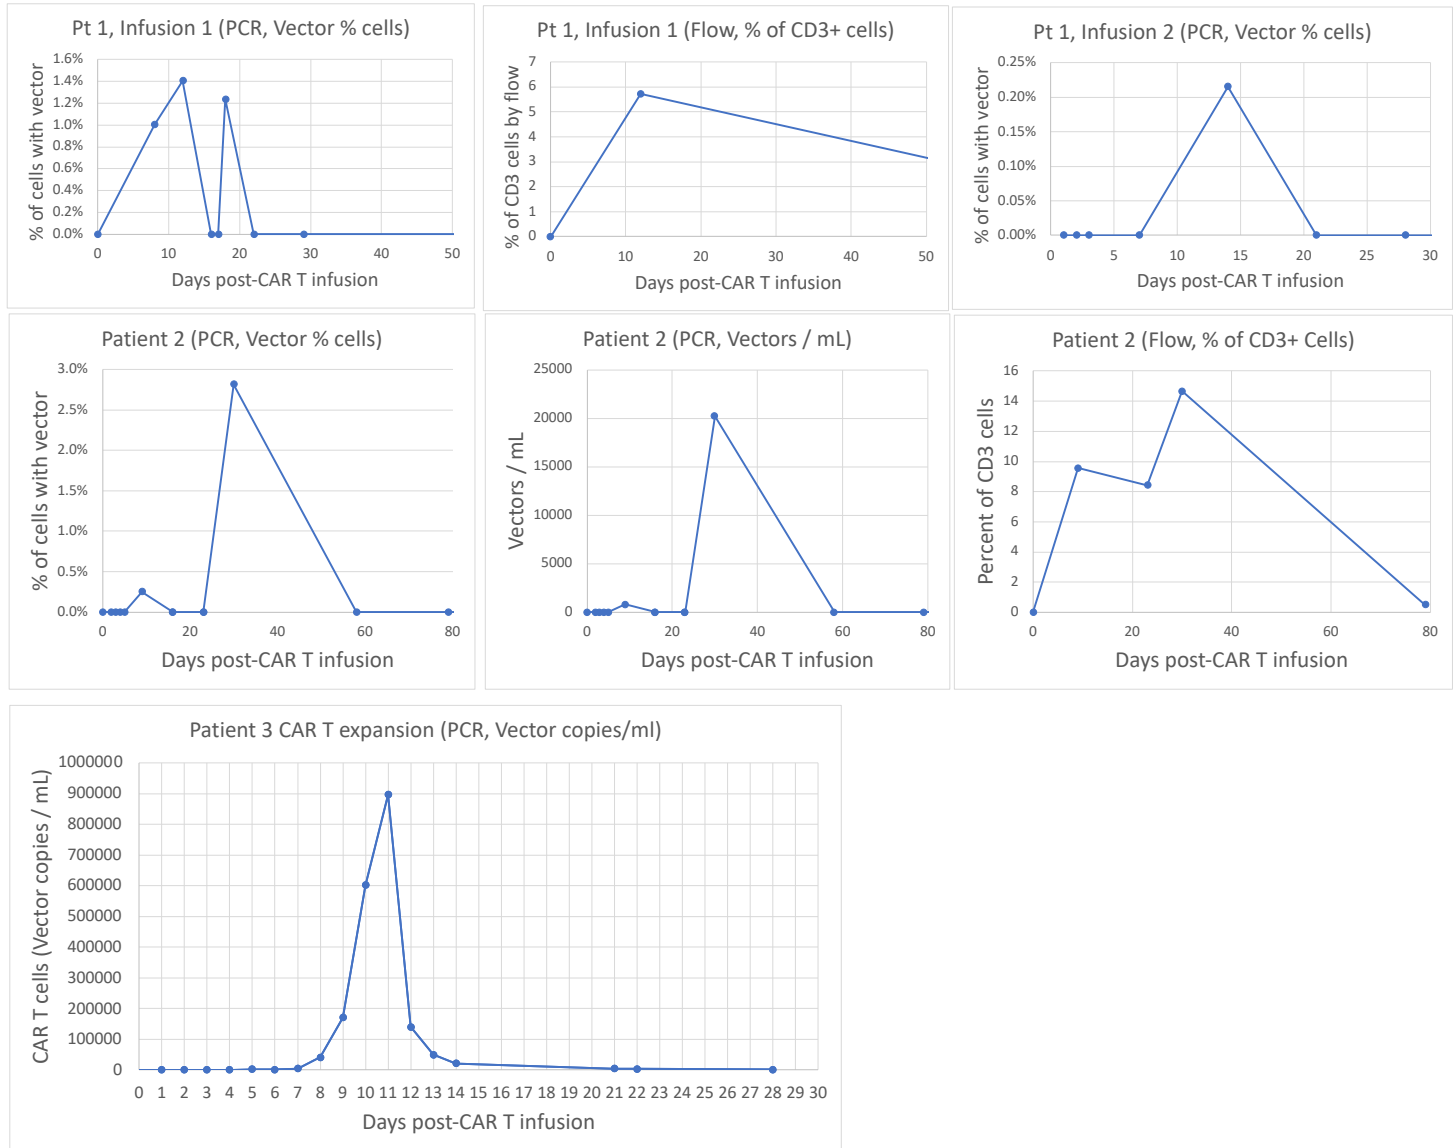 Pt 1, Infusion 1 (PCR, Vector % cells)
% of cells with vector
1.6%
1.4%
1.2%
1.0%
0.8%
0.6%
0.4%
0.2%
0.0%
0 10 20 30 40 50
Days post-CAR T infusion
Pt 1, Infusion 1 (Flow, % of CD3+ cells)
% of CD3 cells by flow
7
6
5
4
3
2
1
0
0 10 20 30 40 50
Days post-CAR T infusion
Pt 1, Infusion 2 (PCR, Vector % cells)
% of cells with vector
0.25%
0.20%
0.15%
0.10%
0.05%
0.00%
0 5 10 15 20 25 30
Days post-CAR T infusion
Patient 2 (PCR, Vector % cells)
% of cells with vector
3.0%
2.5%
2.0%
1.5%
1.0%
0.5%
0.0%
0 20 40 60 80
Days post-CAR T infusion
Patient 2 (PCR, Vectors / mL)
Vectors / mL
25000
20000
15000
10000
5000
0
0 20 40 60 80
Days post-CAR T infusion
Patient 2 (Flow, % of CD3+ Cells)
Percent of CD3 cells
16
14
12
10
8
6
4
2
0
0 20 40 60 80
Days post-CAR T infusion
Patient 3 CAR T expansion (PCR, Vector copies/ml)
CAR T cells (Vector copies / mL)
1000000
900000
800000
700000
600000
500000
400000
300000
200000
100000
0
0 1 2 3 4 5 6 7 8 9 10 11 12 13 14 15 16 17 18 19 20 21 22 23 24 25 26 27 28 29 30
Days post-CAR T infusion